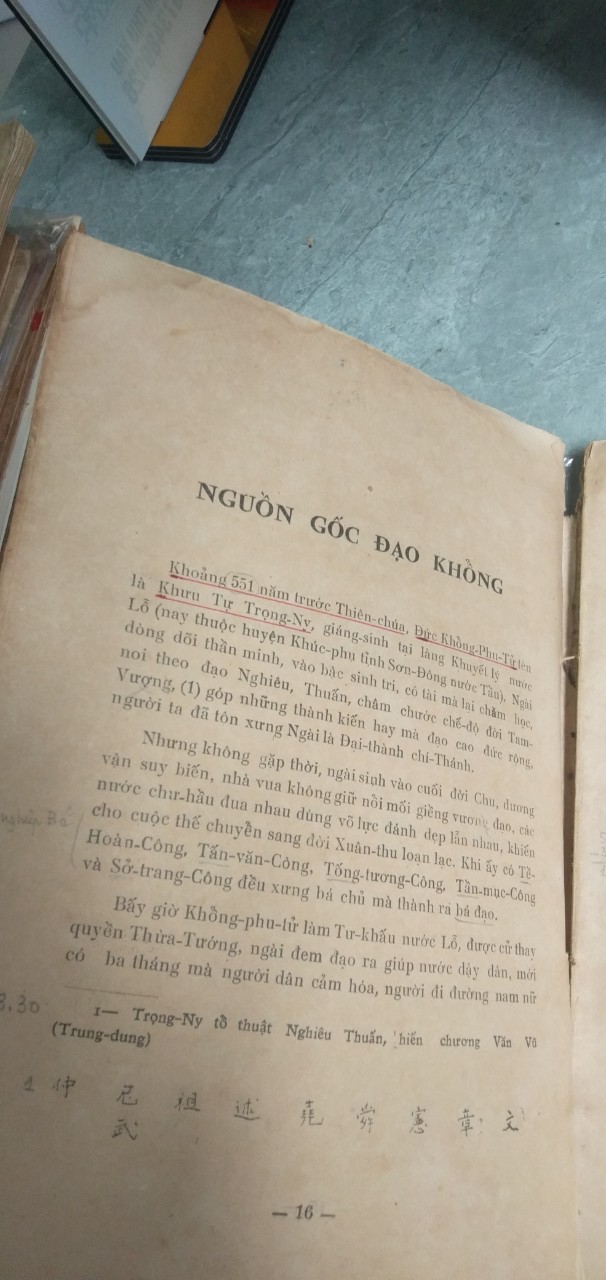 NGUỒN GỐC ĐẠO KHỒNG
Khoảng 551 năm trước Thiên-chúa, Đức Khồng-Phu-Tử tên
là Khưu Tự Trọng-Ny, giáng-sinh tại làng Khuyết lý nước
Lỗ (nay thuộc huyện Khúc-phụ tỉnh Sơn-Đông nước Tàu). Ngài
dòng dõi thần minh, vào bậc sinh tri, có tài mà lại chăm học,
noi theo đạo Nghiêu, Thuấn, châm chước chế-độ đời Tam-
Vượng, (1) góp những thành kiến hay mà đạo cao đức rộng,
người ta đã tôn xưng Ngài là Đại-thành chí-Thánh.
Nhưng không gặp thời, ngài sinh vào cuối đời Chu, đương
vận suy biến, nhà vua không giữ nổi mối giềng vương đạo, các
nước chư-hầu đua nhau dùng võ lực đánh dẹp lẫn nhau, khiến
cho cuộc thế chuyển sang đời Xuân-thu loạn lạc. Khi ấy có Tề-
Hoàn-Công, Tấn-văn-Công, Tống-tương-Công, Tần-mục-Công
và Sở-trang-Công đều xưng bá chủ mà thành ra bá đạo.
Bá
Bấy giờ Khồng-phu-tử làm Tư-khấu nước Lỗ, được cử thay
quyền Thừa-Tướng, ngài đem đạo ra giúp nước dạy dân, mới
có ba tháng mà người dân cảm hóa, người đi đường nam nữ
8.30
1— Trọng-Ny tổ thuật Nghiêu Thuấn, hiến chương Văn Vũ
(Trung-dung)
1 仲 尼 祖 述 堯 舜 憲 章 文
武
— 16 —